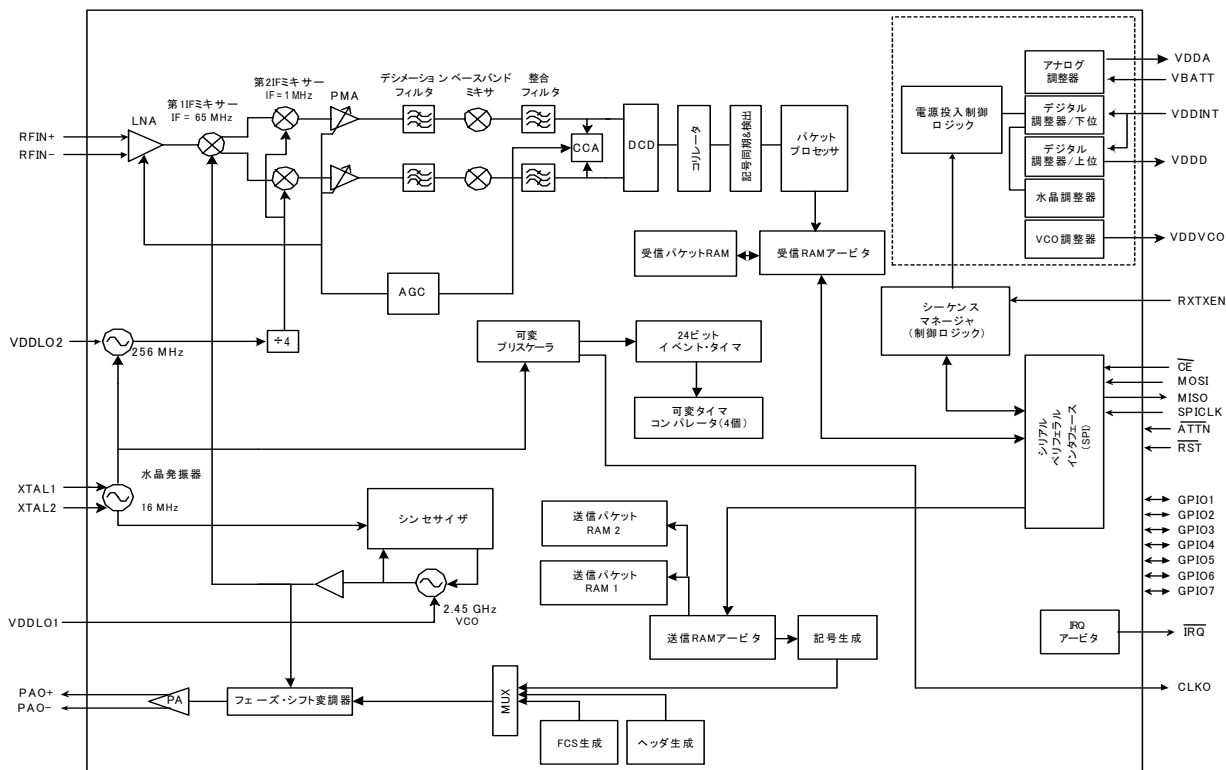 LNA
第1IFミキサー
IF = 65 MHz
第2IFミキサー
IF = 1 MHz
PMA
デシメーション
フィルタ
ベースバンド
ミキサ
整合
フィルタ
CCA
DCD
コリレータ
記号同期&検出
パケット
プロセッサ
電源投入制御
ロジック
アナログ
調整器
デジタル
調整器/下位
デジタル
調整器/上位
水晶調整器
VCO調整器
VDDA
VBATT
VDDINT
VDDD
VDDVCO
RFIN+
RFIN-
AGC
受信パケットRAM
受信RAMアービタ
シーケンス
マネージャ
(制御ロジック)
RXTXEN
VDDLO2
256 MHz
÷4
可変
プリスケーラ
24ビット
イベント・タイマ
可変タイマ
コンパレータ(4個)
シリアル
ペリフェラル
インタフェース
(SPI)
CE
MOSI
MISO
SPICLK
ATTN
RST
XTAL1
XTAL2
水晶発振器
16 MHz
シンセサイザ
2.45 GHz
VCO
VDDLO1
送信パケット
RAM 2
送信パケット
RAM 1
送信RAMアービタ
記号生成
GPIO1
GPIO2
GPIO3
GPIO4
GPIO5
GPIO6
GPIO7
IRQ
アービタ
IRQ
CLKO
PAO+
PAO-
PA
フェーズ・シフト変調器
MUX
FCS生成
ヘッダ生成